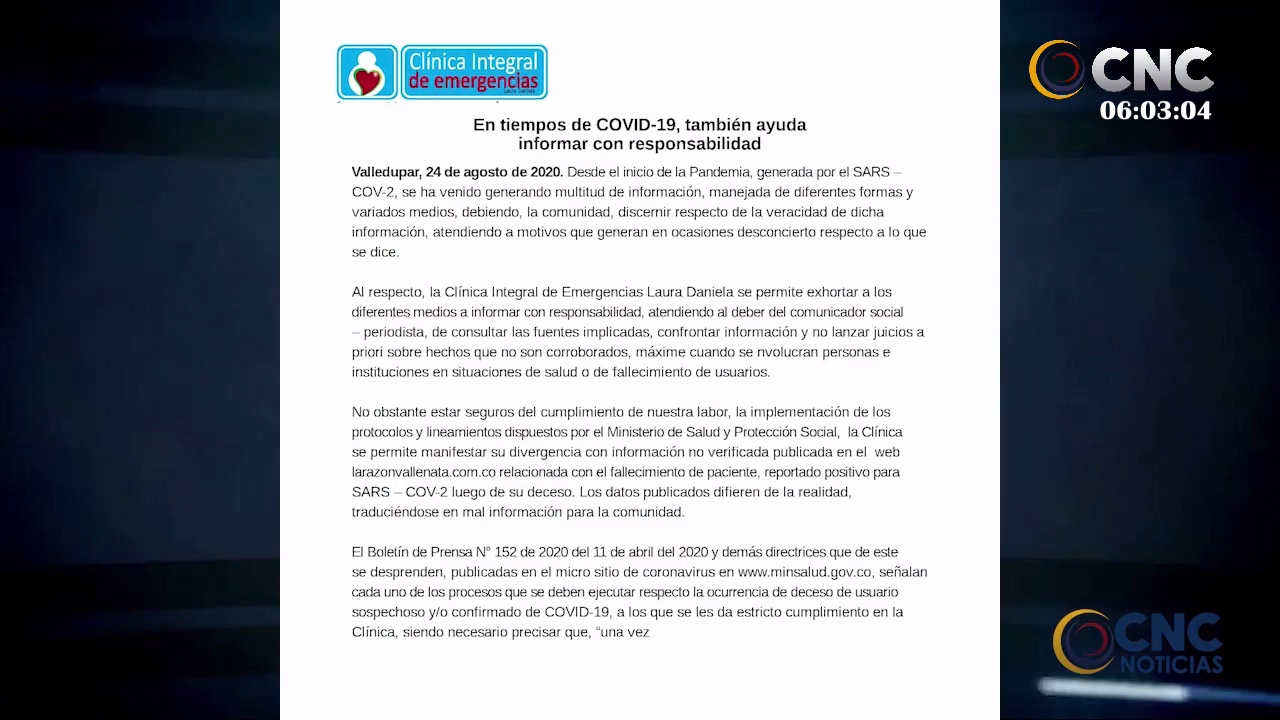 Clínica Integral
de emergencias
Laura Daniela
CNC
06:03:04
En tiempos de COVID-19, también ayuda
informar con responsabilidad
Valledupar, 24 de agosto de 2020. Desde el inicio de la Pandemia, generada por el SARS –
COV-2, se ha venido generando multitud de información, manejada de diferentes formas y
variados medios, debiendo, la comunidad, discernir respecto de la veracidad de dicha
información, atendiendo a motivos que generan en ocasiones desconcierto respecto a lo que
se dice.
Al respecto, la Clínica Integral de Emergencias Laura Daniela se permite exhortar a los
diferentes medios a informar con responsabilidad, atendiendo al deber del comunicador social
– periodista, de consultar las fuentes implicadas, confrontar información y no lanzar juicios a
priori sobre hechos que no son corroborados, máxime cuando se nvolucran personas e
instituciones en situaciones de salud o de fallecimiento de usuarios.
No obstante estar seguros del cumplimiento de nuestra labor, la implementación de los
protocolos y lineamientos dispuestos por el Ministerio de Salud y Protección Social,  la Clínica
se permite manifestar su divergencia con información no verificada publicada en el  web
larazonvallenata.com.co relacionada con el fallecimiento de paciente, reportado positivo para
SARS – COV-2 luego de su deceso. Los datos publicados difieren de la realidad,
traduciéndose en mal información para la comunidad.
El Boletín de Prensa N° 152 de 2020 del 11 de abril del 2020 y demás directrices que de este
se desprenden, publicadas en el micro sitio de coronavirus en www.minsalud.gov.co, señalan
cada uno de los procesos que se deben ejecutar respecto la ocurrencia de deceso de usuario
sospechoso y/o confirmado de COVID-19, a los que se les da estricto cumplimiento en la
Clínica, siendo necesario precisar que, “una vez
CNC
NOTICIAS